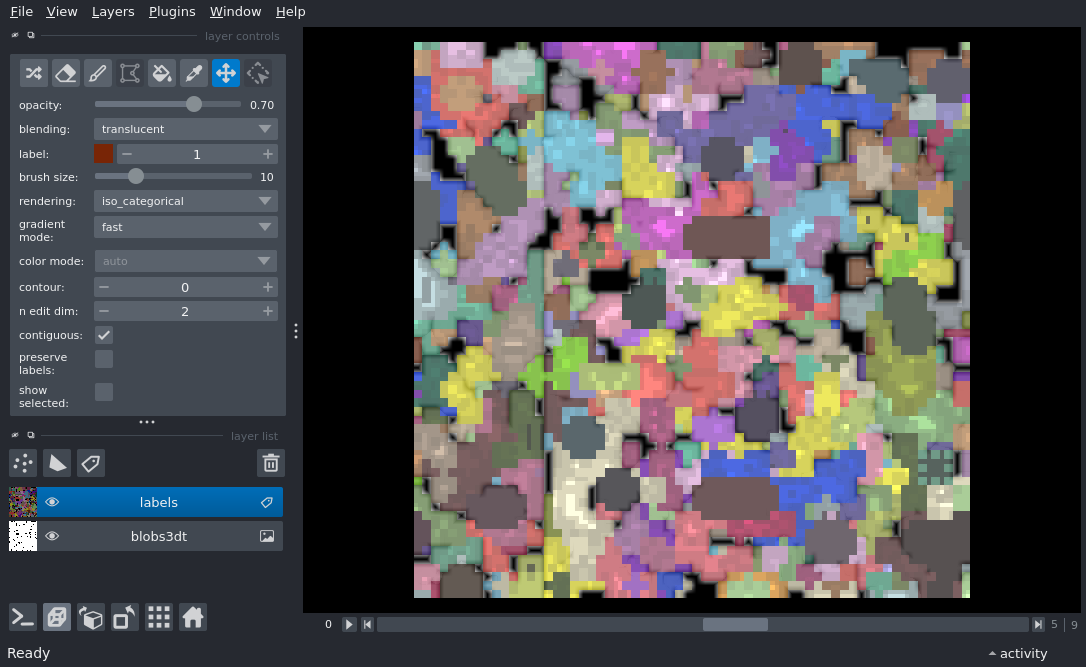 File View Layers Plugins Window Help
layer controls
opacity: 0.70
blending: translucent
label: 1
brush size: 10
rendering: iso_categorical
gradient
mode: fast
color mode: auto
contour: 0
n edit dim: 2
contiguous:
preserve
labels:
show
selected:
layer list
labels
blobs3dt
0 5 | 9
Ready activity